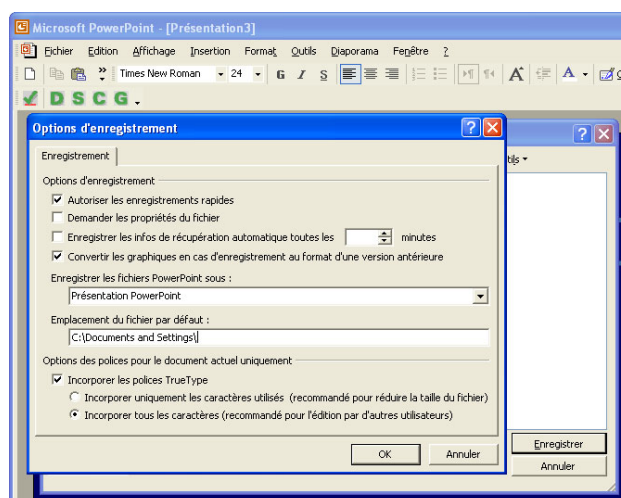 Microsoft PowerPoint - [Présentation3]
Fichier Edition Affichage Insertion Format Outils Diaporama Fenêtre ?
Times New Roman 24 G I S A A
D S C G
Options d'enregistrement
Enregistrement
Options d'enregistrement
Autoriser les enregistrements rapides
Demander les propriétés du fichier
Enregistrer les infos de récupération automatique toutes les minutes
Convertir les graphiques en cas d'enregistrement au format d'une version antérieure
Enregistrer les fichiers PowerPoint sous :
Présentation PowerPoint
Emplacement du fichier par défaut :
C:\Documents and Settings\
Options des polices pour le document actuel uniquement
Incorporer les polices TrueType
Incorporer uniquement les caractères utilisés (recommandé pour réduire la taille du fichier)
Incorporer tous les caractères (recommandé pour l'édition par d'autres utilisateurs)
OK Annuler
Enregistrer
Annuler